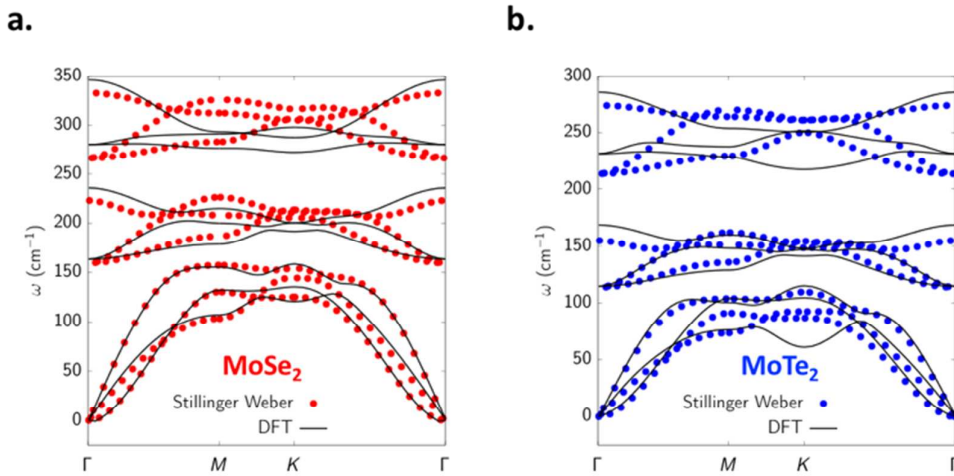 a.
350
300
250
200
150
100
50
0
ω (cm⁻¹)
MoSe₂
Stillinger Weber
DFT
Γ M K Γ
b.
300
250
200
150
100
50
0
ω (cm⁻¹)
MoTe₂
Stillinger Weber
DFT
Γ M K Γ